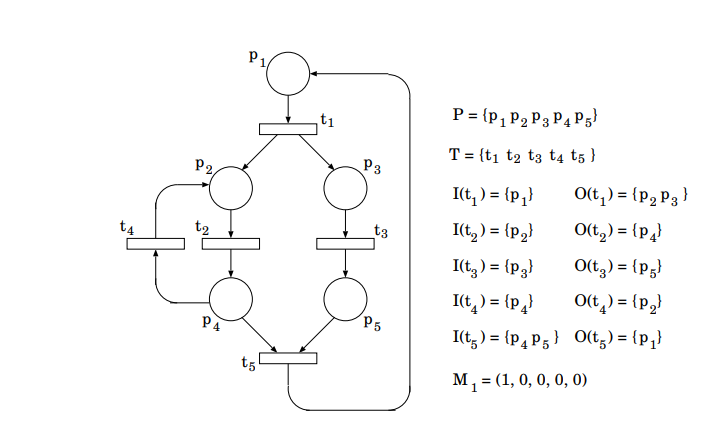 p₁
t₁
p₂
p₃
t₄
t₂
t₃
p₄
p₅
t₅
P = {p₁ p₂ p₃ p₄ p₅}
T = {t₁ t₂ t₃ t₄ t₅ }
I(t₁) = {p₁} O(t₁) = {p₂ p₃ }
I(t₂) = {p₂} O(t₂) = {p₄}
I(t₃) = {p₃} O(t₃) = {p₅}
I(t₄) = {p₄} O(t₄) = {p₂}
I(t₅) = {p₄ p₅ } O(t₅) = {p₁}
M₁ = (1, 0, 0, 0, 0)